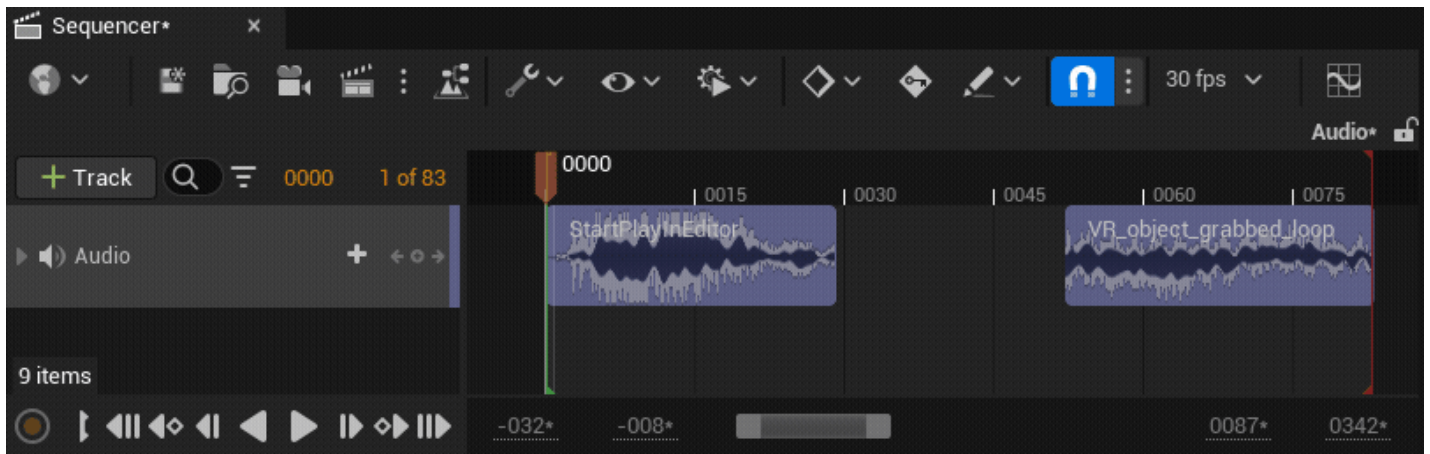 Sequencer*
30 fps
Audio*
+ Track
0000
1 of 83
0000
0015
0030
0045
0060
0075
Audio
StartPlayInEditor
VR_object_grabbed_loop
9 items
-032*
-008*
0087*
0342*